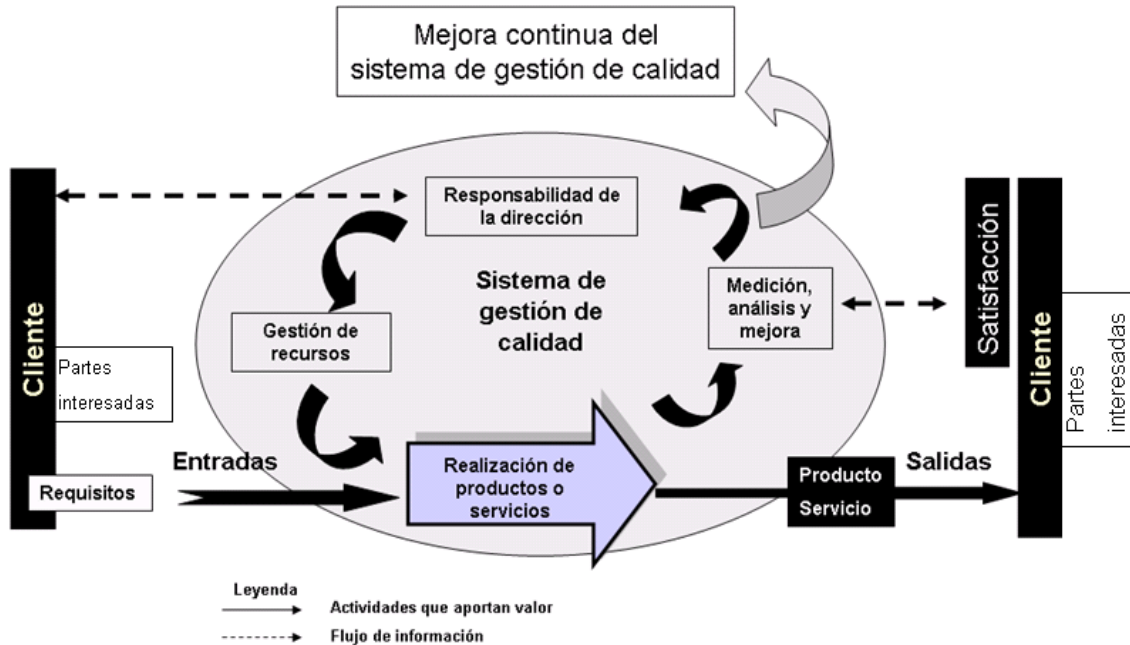 Mejora continua del
sistema de gestión de calidad
Responsabilidad de
la dirección
Sistema de
gestión de
calidad
Gestión de
recursos
Medición,
análisis y
mejora
Satisfacción
Cliente
Partes
interesadas
Cliente
Partes
interesadas
Requisitos
Entradas
Realización de
productos o
servicios
Producto
Servicio
Salidas
Leyenda
Actividades que aportan valor
Flujo de información